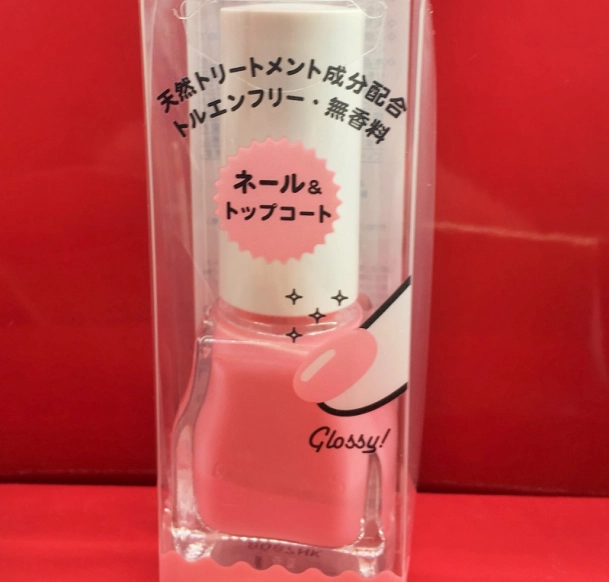 天然トリートメント成分配合
トルエンフリー・無香料
ネール&
トップコート
Glossy!